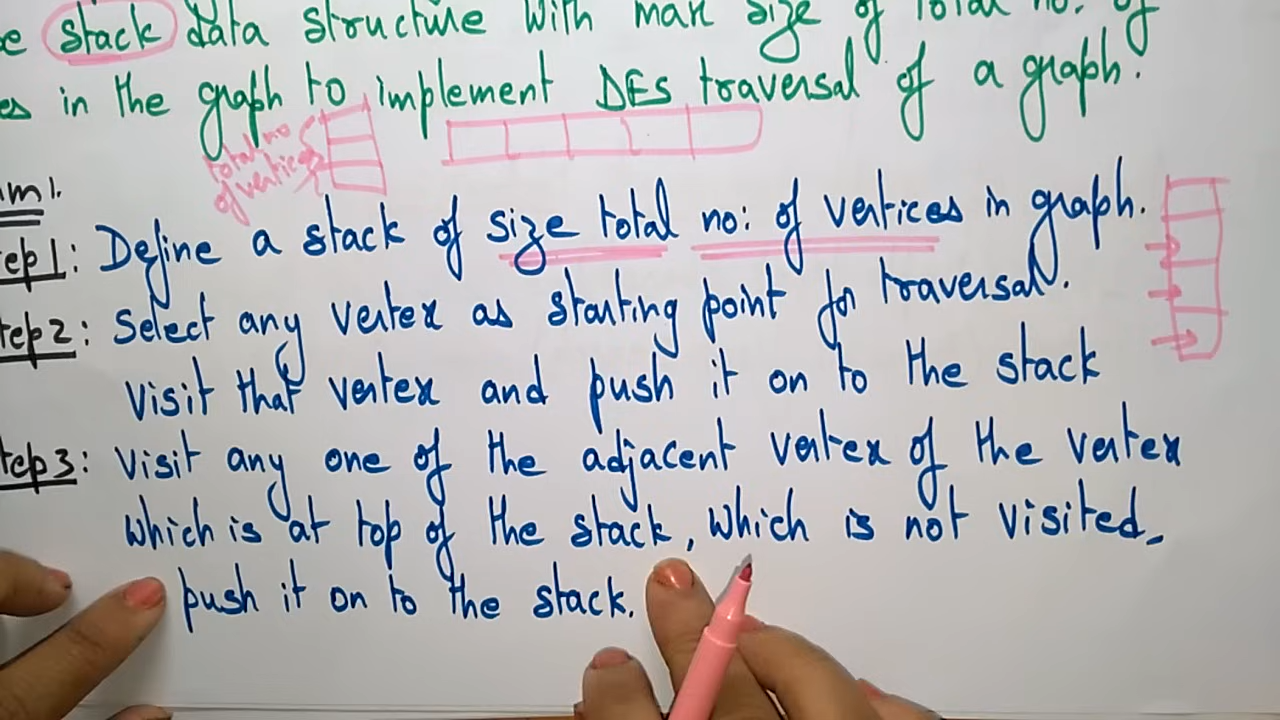 stack data structure with max size of total no. of
in the graph to implement DFS traversal of a graph.
total no
of vertices
Define a stack of size total no: of vertices in graph.
Step 2: Select any vertex as starting point for traversal.
Visit that vertex and push it on to the stack
Step 3: Visit any one of the adjacent vertex of the vertex
which is at top of the stack, which is not visited.
push it on to the stack.